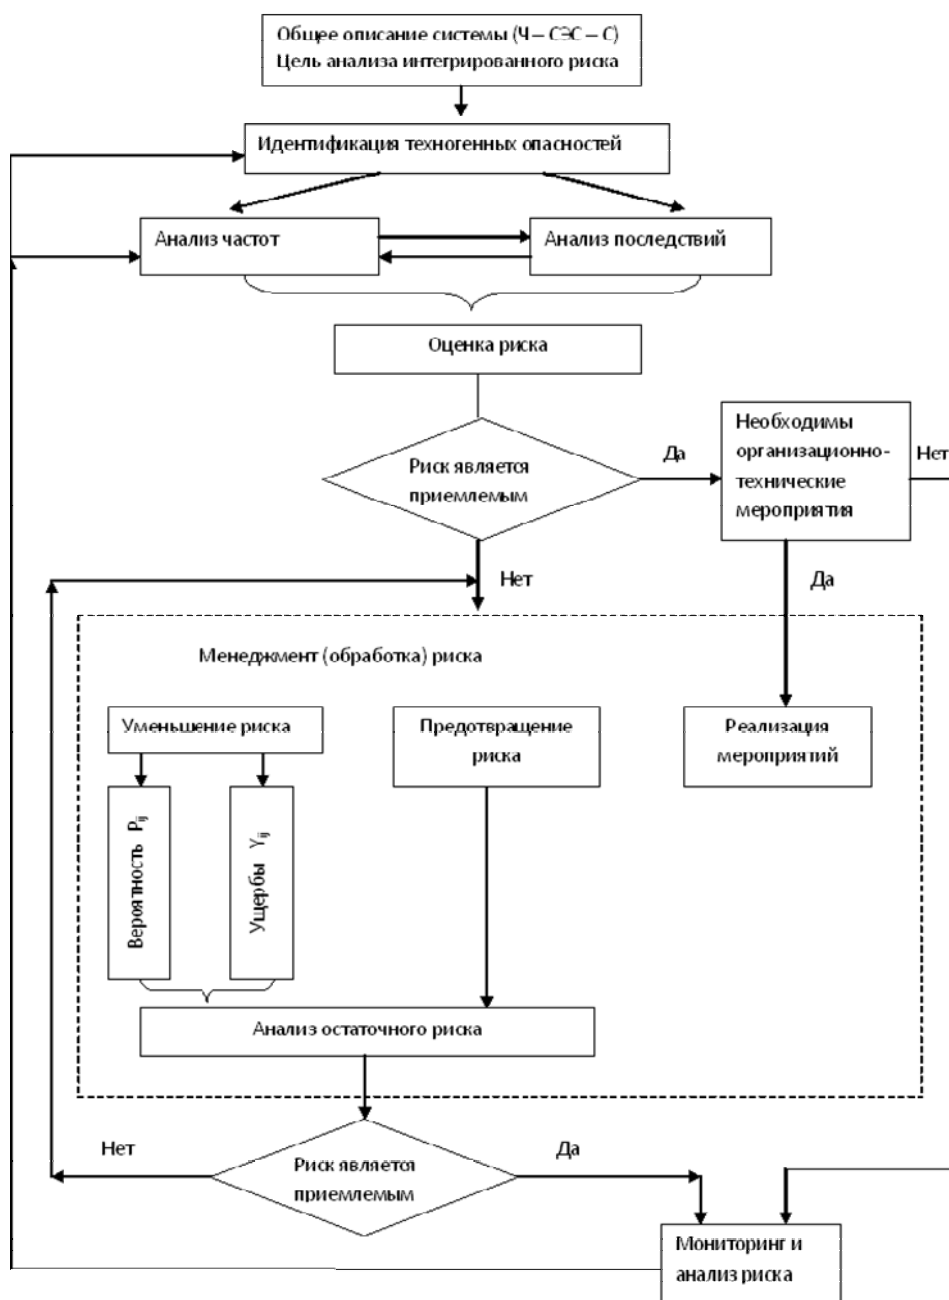 Общее описание системы (Ч – СЭС – С)
Цель анализа интегрированного риска
Идентификация техногенных опасностей
Анализ частот
Анализ последствий
Оценка риска
Необходимы
организационно-
технические
мероприятия
Да
Нет
Риск является
приемлемым
Нет
Да
Менеджмент (обработка) риска
Уменьшение риска
Предотвращение
риска
Реализация
мероприятий
Вероятность P_ij
Ущербы Y_ij
Анализ остаточного риска
Нет
Да
Риск является
приемлемым
Мониторинг и
анализ риска